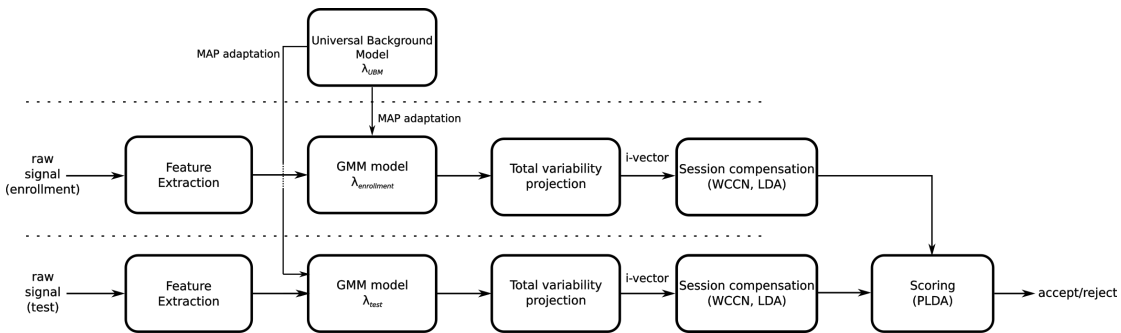 Universal Background
Model
λUBM
MAP adaptation
MAP adaptation
raw
signal
(enrollment)
Feature
Extraction
GMM model
λenrollment
Total variability
projection
i-vector
Session compensation
(WCCN, LDA)
raw
signal
(test)
Feature
Extraction
GMM model
λtest
Total variability
projection
i-vector
Session compensation
(WCCN, LDA)
Scoring
(PLDA)
accept/reject